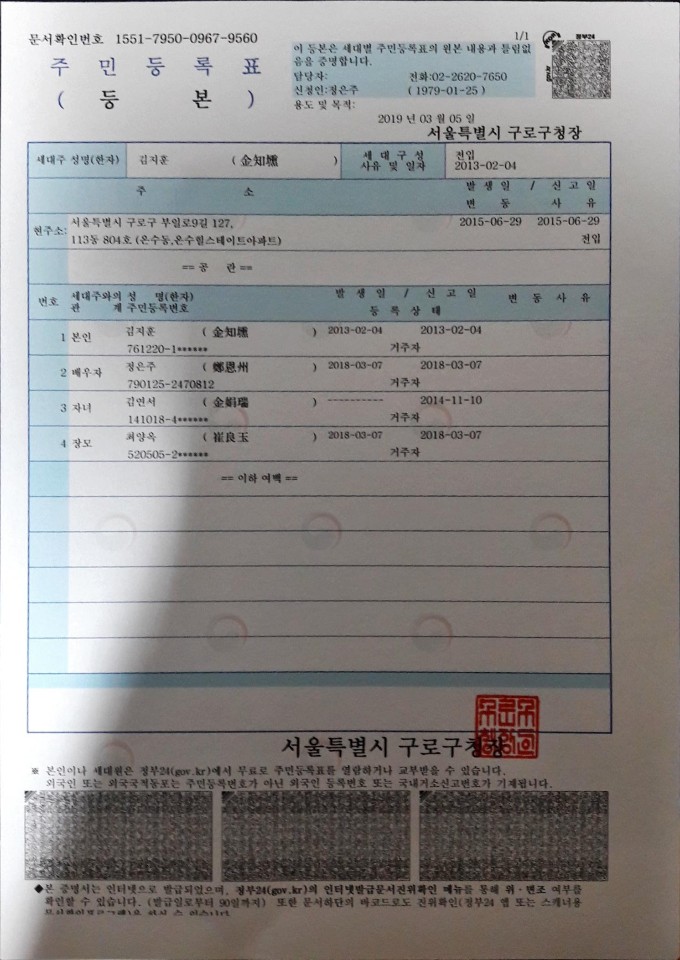 문서확인번호 1551-7950-0967-9560
1/1
정부24
주 민 등 록 표
( 등 본 )
이 등본은 세대별 주민등록표의 원본 내용과 틀림없
음을 증명합니다.
담당자: 전화:02-2620-7650
신청인:정은주 ( 1979-01-25 )
용도 및 목적:
2019 년 03 월 05 일
서울특별시 구로구청장
세대주 성명(한자) 김지훈 ( 金知 ) 세 대 구 성 사유 및 일자 전입 2013-02-04
주 소 발 생 일 / 신 고 일
변 동 사 유
현주소: 서울특별시 구로구 부일로9길 127, 2015-06-29 2015-06-29
113동 804호 (온수동,온수힐스테이트아파트) 전입
== 공 란 ==
번호 세대주와의 성 명(한자) 발 생 일 / 신 고 일 변 동 사 유
관 계 주민등록번호 등 록 상 태
1 본인 김지훈 ( 金知 ) 2013-02-04 2013-02-04
761220-1****** 거주자
2 배우자 정은주 ( 鄭恩州 ) 2018-03-07 2018-03-07
790125-2470812 거주자
3 자녀 김연서 ( 金娟瑞 ) ---------- 2014-11-10
141018-4****** 거주자
4 장모 최양옥 ( 崔良玉 ) 2018-03-07 2018-03-07
520505-2****** 거주자
== 이하 여백 ==
서울특별시 구로구청장
※ 본인이나 세대원은 정부24(gov.kr)에서 무료로 주민등록표를 열람하거나 교부받을 수 있습니다.
외국인 또는 외국국적동포는 주민등록번호가 아닌 외국인 등록번호 또는 국내거소신고번호가 기재됩니다.
◆본 증명서는 인터넷으로 발급되었으며, 정부24(gov.kr)의 인터넷발급문서진위확인 메뉴를 통해 위·변조 여부를
확인할 수 있습니다. (발급일로부터 90일까지) 또한 문서하단의 바코드로도 진위확인(정부24 앱 또는 스캐너용